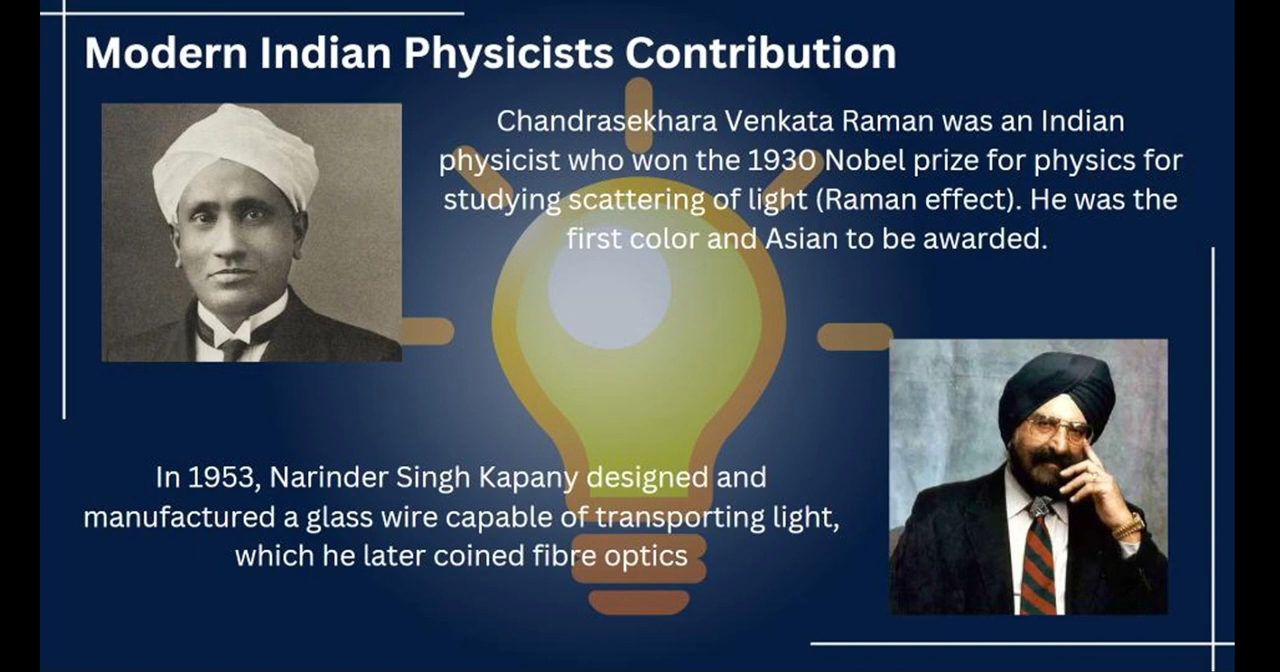 Modern Indian Physicists Contribution
Chandrasekhara Venkata Raman was an Indian
physicist who won the 1930 Nobel prize for physics for
studying scattering of light (Raman effect). He was the
first color and Asian to be awarded.
In 1953, Narinder Singh Kapany designed and
manufactured a glass wire capable of transporting light,
which he later coined fibre optics